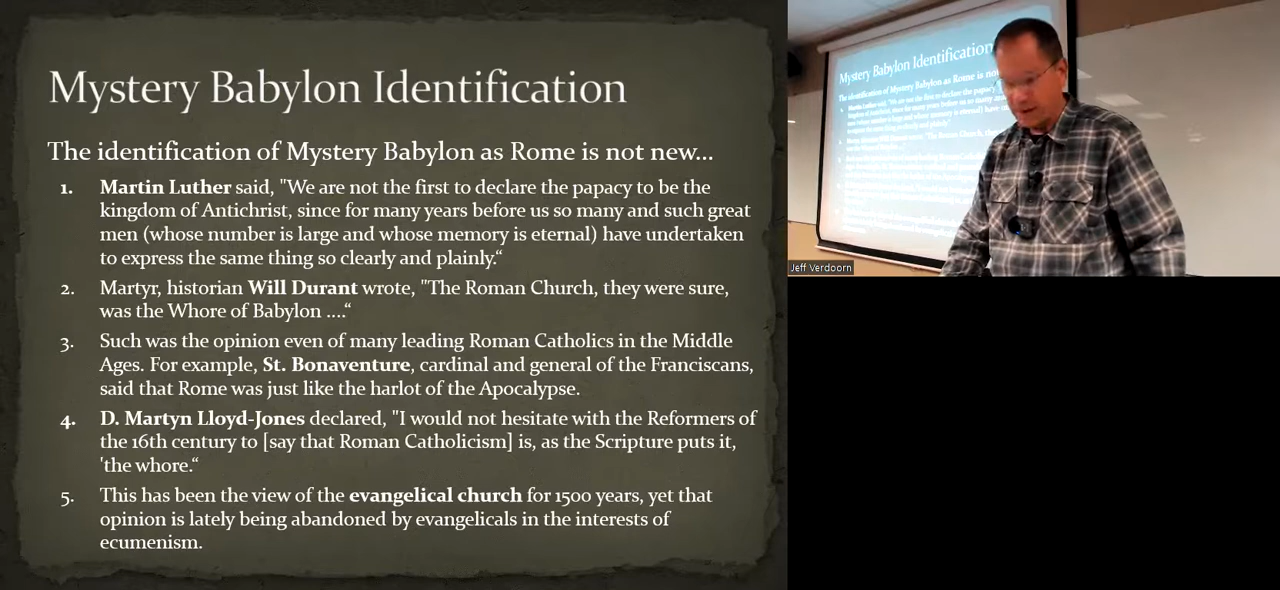 Mystery Babylon Identification
The identification of Mystery Babylon as Rome is not new...
1. Martin Luther said, "We are not the first to declare the papacy to be the
kingdom of Antichrist, since for many years before us so many and such great
men (whose number is large and whose memory is eternal) have undertaken
to express the same thing so clearly and plainly.“
2. Martyr, historian Will Durant wrote, "The Roman Church, they were sure,
was the Whore of Babylon ....“
3. Such was the opinion even of many leading Roman Catholics in the Middle
Ages. For example, St. Bonaventure, cardinal and general of the Franciscans,
said that Rome was just like the harlot of the Apocalypse.
4. D. Martyn Lloyd-Jones declared, "I would not hesitate with the Reformers of
the 16th century to [say that Roman Catholicism] is, as the Scripture puts it,
'the whore.“
5. This has been the view of the evangelical church for 1500 years, yet that
opinion is lately being abandoned by evangelicals in the interests of
ecumenism.
Mystery Babylon Identification
The identification of Mystery Babylon as Rome is no
Jeff Verdoorn